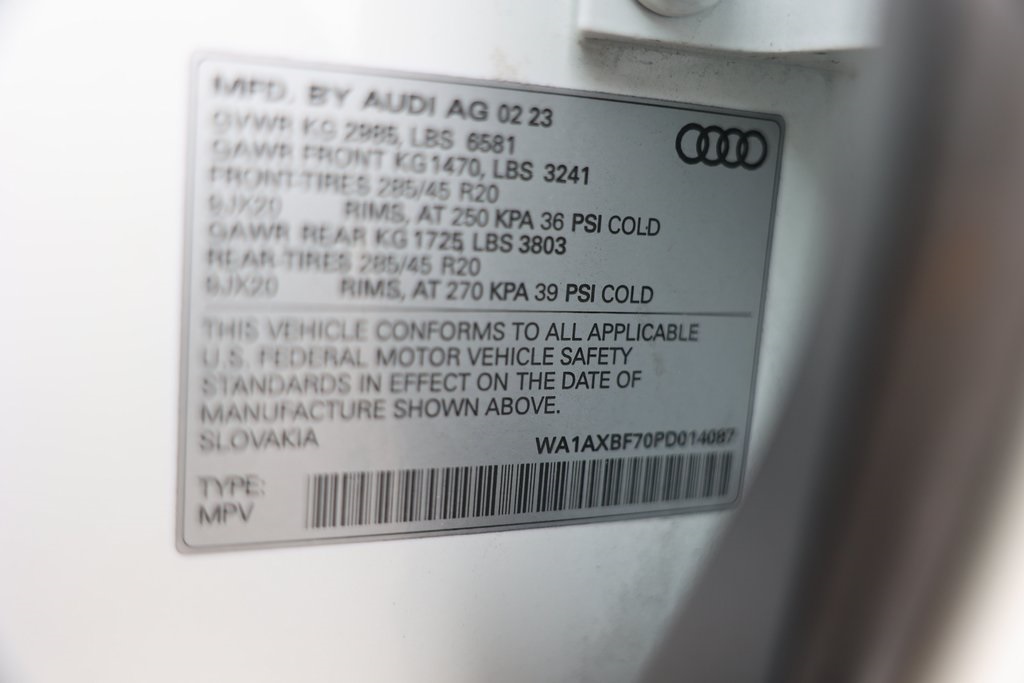 MFD. BY AUDI AG 02 23
GVWR KG 2985, LBS 6581
GAWR FRONT KG1470, LBS 3241
FRONT-TIRES 285/45 R20
9JX20 RIMS, AT 250 KPA 36 PSI COLD
GAWR REAR KG1725 LBS 3803
REAR-TIRES 285/45 R20
9JX20 RIMS, AT 270 KPA 39 PSI COLD
THIS VEHICLE CONFORMS TO ALL APPLICABLE
U.S. FEDERAL MOTOR VEHICLE SAFETY
STANDARDS IN EFFECT ON THE DATE OF
MANUFACTURE SHOWN ABOVE.
SLOVAKIA WA1AXBF70PD014087
TYPE:
MPV